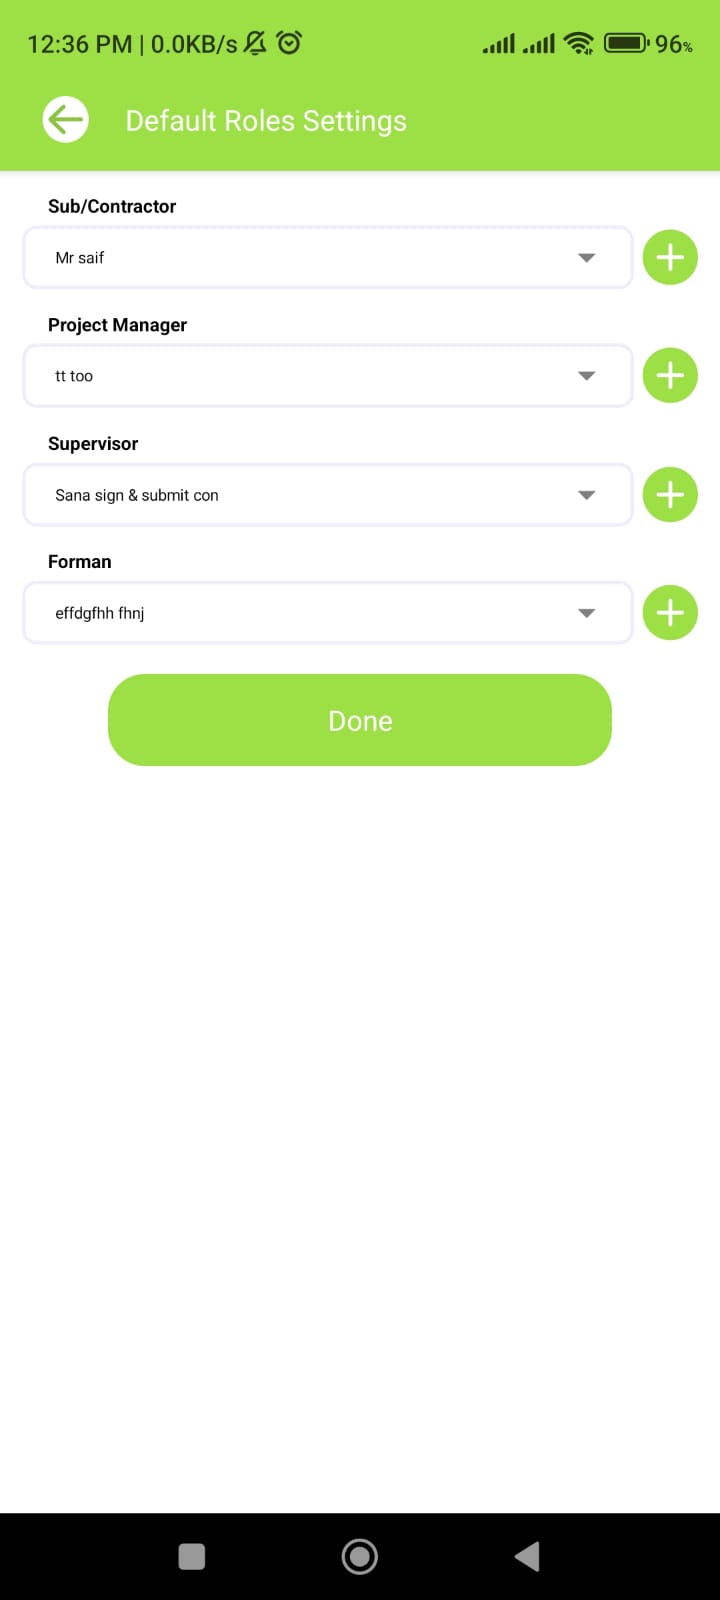 12:36 PM | 0.0KB/s 96%
Default Roles Settings
Sub/Contractor
Mr saif
Project Manager
tt too
Supervisor
Sana sign & submit con
Forman
effdgfhh fhnj
Done